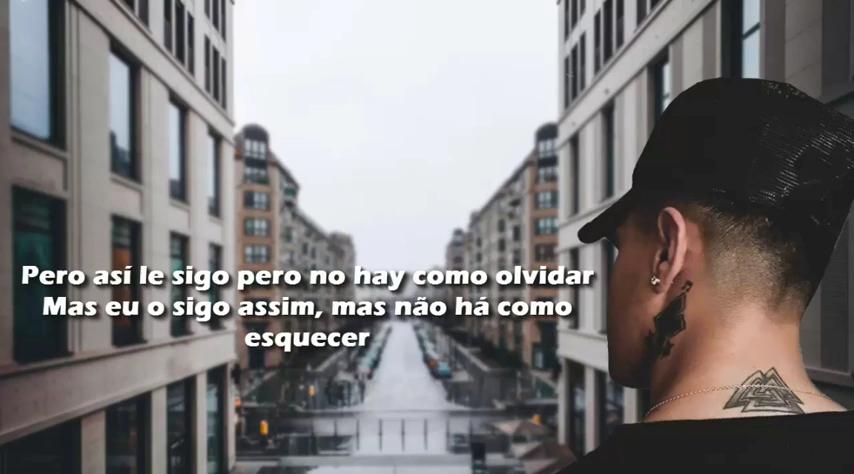 Pero así le sigo pero no hay como olvidar
Mas eu o sigo assim, mas não há como
esquecer